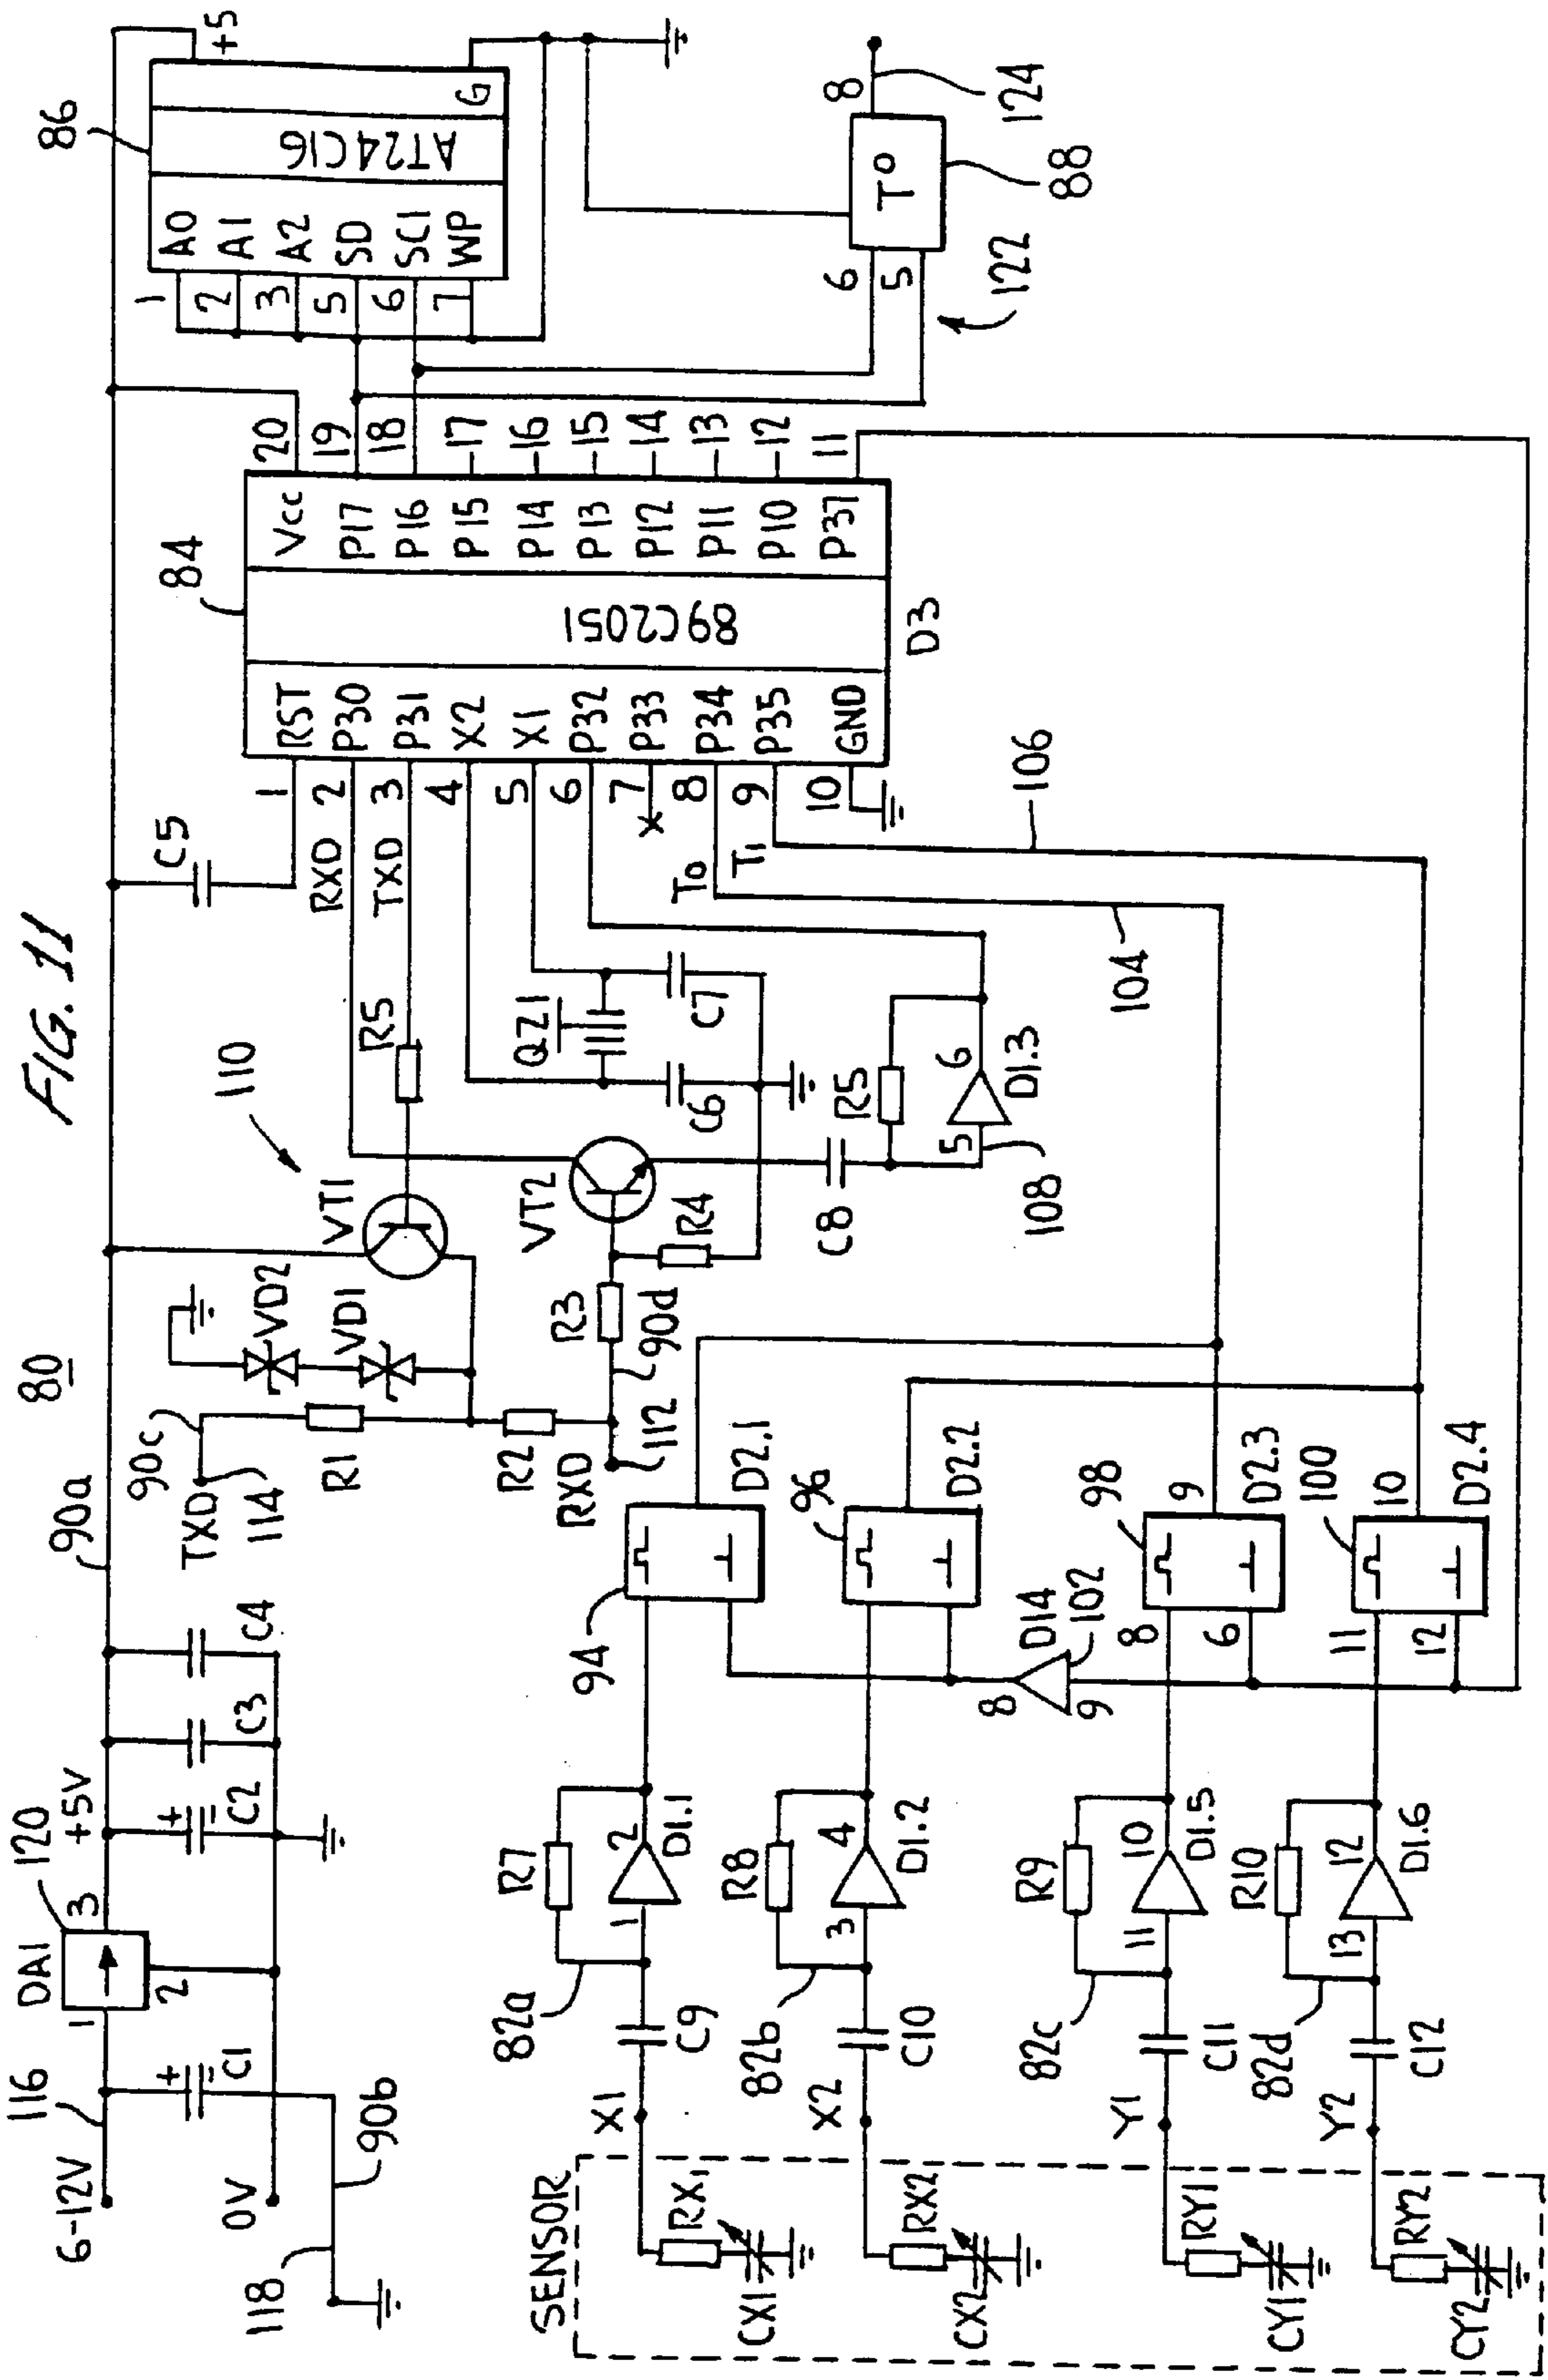 FIG. 11
80
6-12V
116
1
DA1
120
3
2
+5V
90a
C1
+
C2
+
C3
C4
0V
118
90b
90c
TXD
114
R1
VD2
VD1
R2
RXD
112
90d
R3
R4
VT1
110
VT2
R5
C5
RXD
TXD
QZ1
C6
C7
C8
R5
5
6
D1.3
108
T0
T1
104
106
84
1
2
3
4
5
6
7
8
9
10
x
RST
P30
P31
X2
X1
P32
P33
P34
P35
GND
89C2051
D3
Vcc
P17
P16
P15
P14
P13
P12
P11
P10
P37
20
19
18
17
16
15
14
13
12
11
86
1
2
3
5
6
7
A0
A1
A2
SD
SC1
WP
AT24C16
G
+5
6
5
T°
8
124
88
122
SENSOR
RX1
CX1
X1
C9
82a
R7
1
2
D1.1
94
D2.1
RX2
CX2
X2
C10
82b
R8
3
4
D1.2
96
D2.2
8
9
D14
102
RY1
CY1
Y1
C11
82c
R9
11
10
D1.5
8
6
98
9
D2.3
RY2
CY2
Y2
C12
82d
R10
13
12
D1.6
11
12
100
10
D2.4